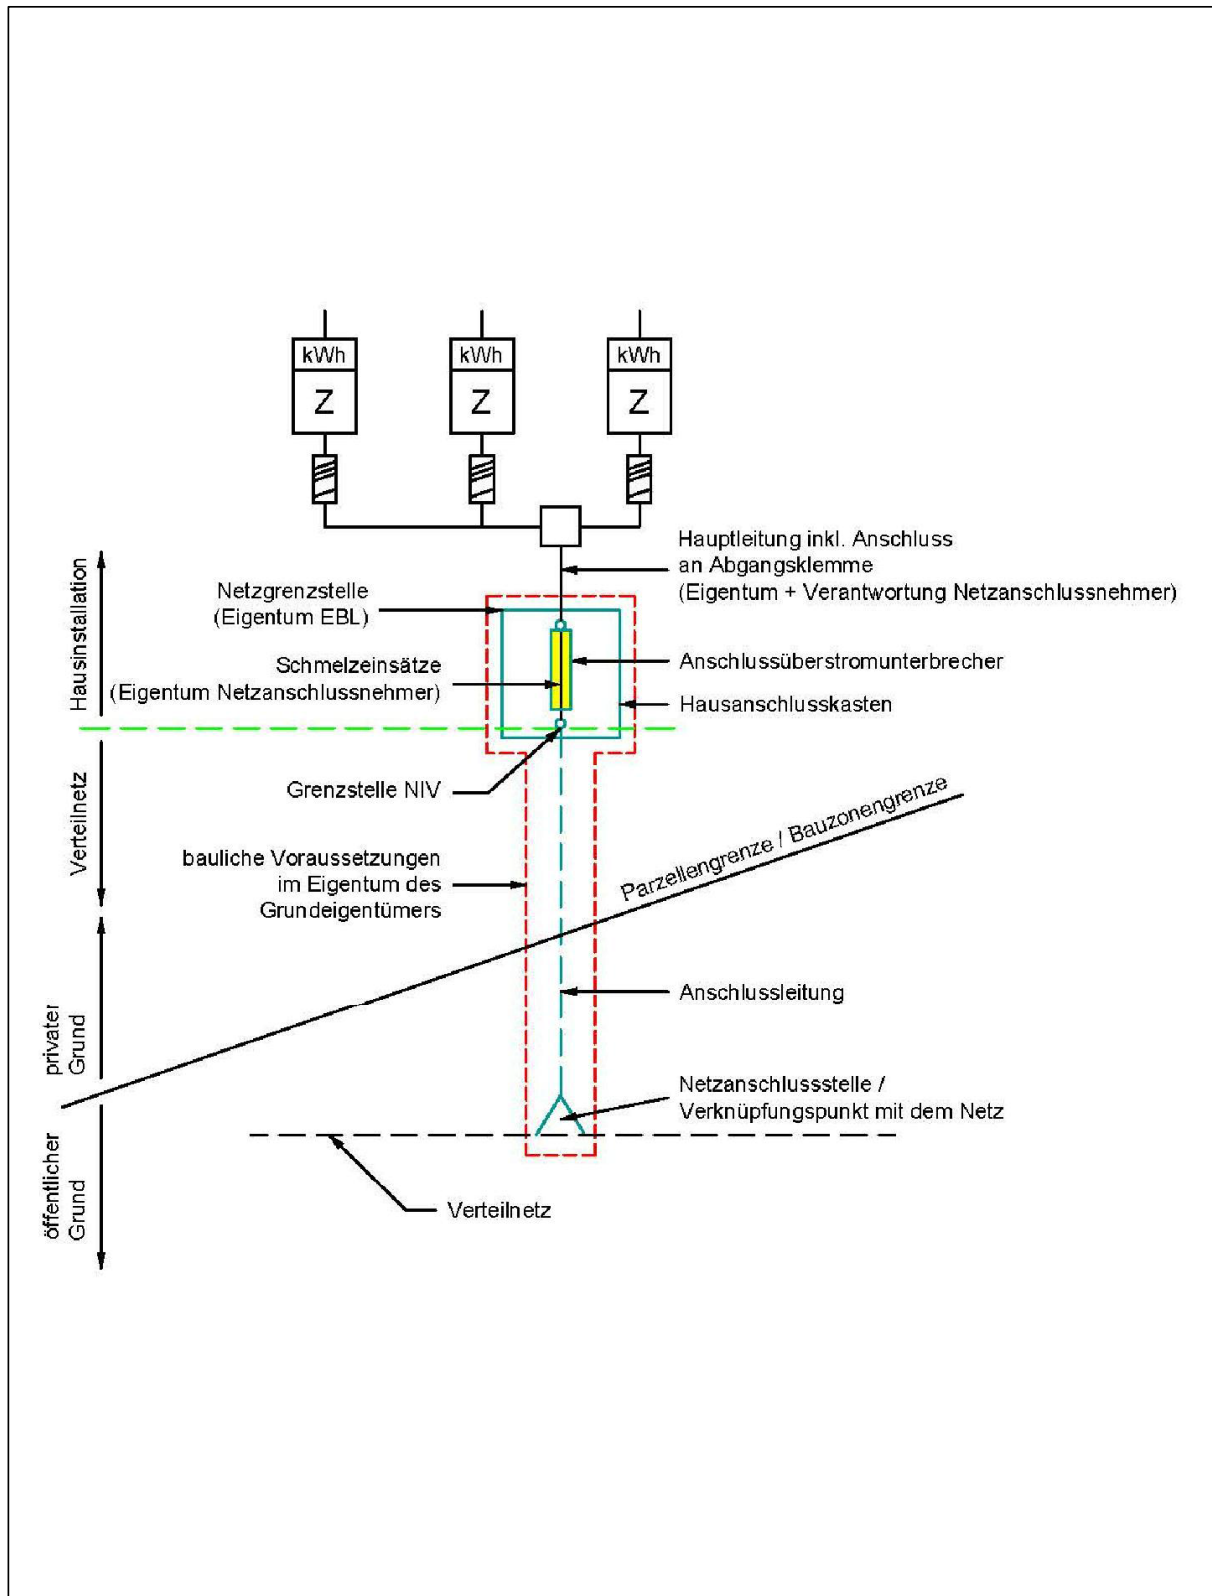 kWh
kWh
kWh
Z
Z
Z
Hauptleitung inkl. Anschluss
an Abgangsklemme
(Eigentum + Verantwortung Netzanschlussnehmer)
Netzgrenzstelle
(Eigentum EBL)
Schmelzeinsätze
(Eigentum Netzanschlussnehmer)
Anschlussüberstromunterbrecher
Hausanschlusskasten
Hausinstallation
Grenzstelle NIV
Verteilnetz
Parzellengrenze / Bauzonengrenze
bauliche Voraussetzungen
im Eigentum des
Grundeigentümers
Anschlussleitung
privater
Grund
Netzanschlussstelle /
Verknüpfungspunkt mit dem Netz
öffentlicher
Grund
Verteilnetz